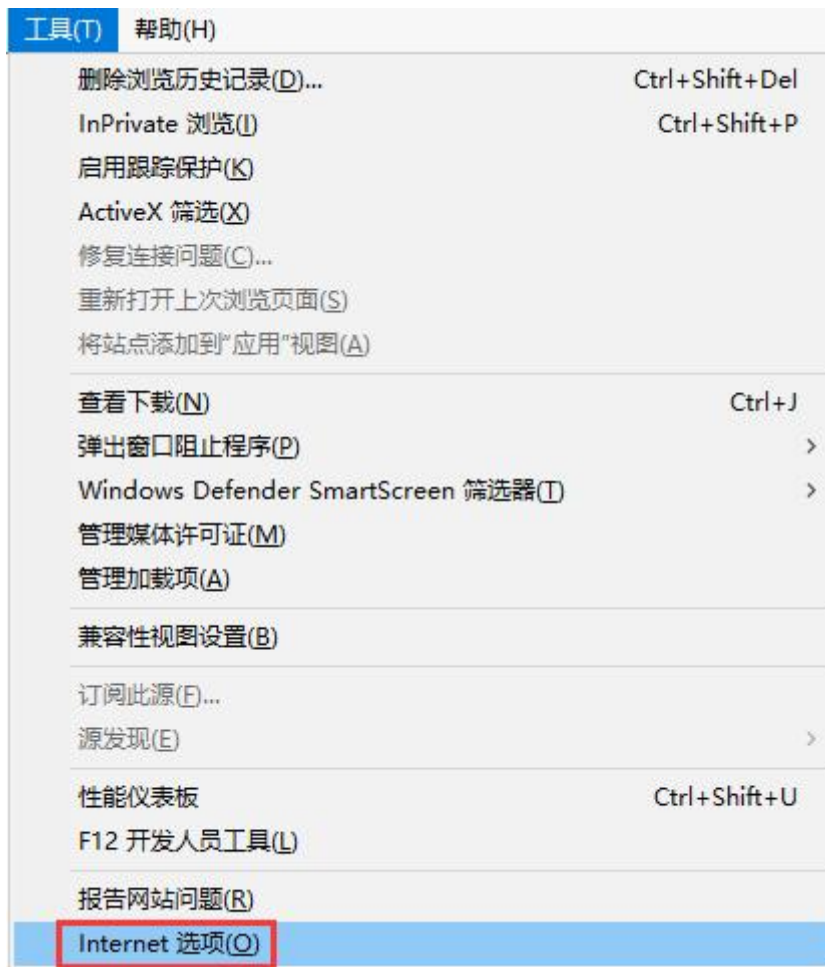 工具(T) 帮助(H)
删除浏览历史记录(D)... Ctrl+Shift+Del
InPrivate 浏览(I) Ctrl+Shift+P
启用跟踪保护(K)
ActiveX 筛选(X)
修复连接问题(C)...
重新打开上次浏览页面(S)
将站点添加到“应用”视图(A)
查看下载(N) Ctrl+J
弹出窗口阻止程序(P)
Windows Defender SmartScreen 筛选器(T)
管理媒体许可证(M)
管理加载项(A)
兼容性视图设置(B)
订阅此源(F)...
源发现(E)
性能仪表板 Ctrl+Shift+U
F12 开发人员工具(L)
报告网站问题(R)
Internet 选项(O)